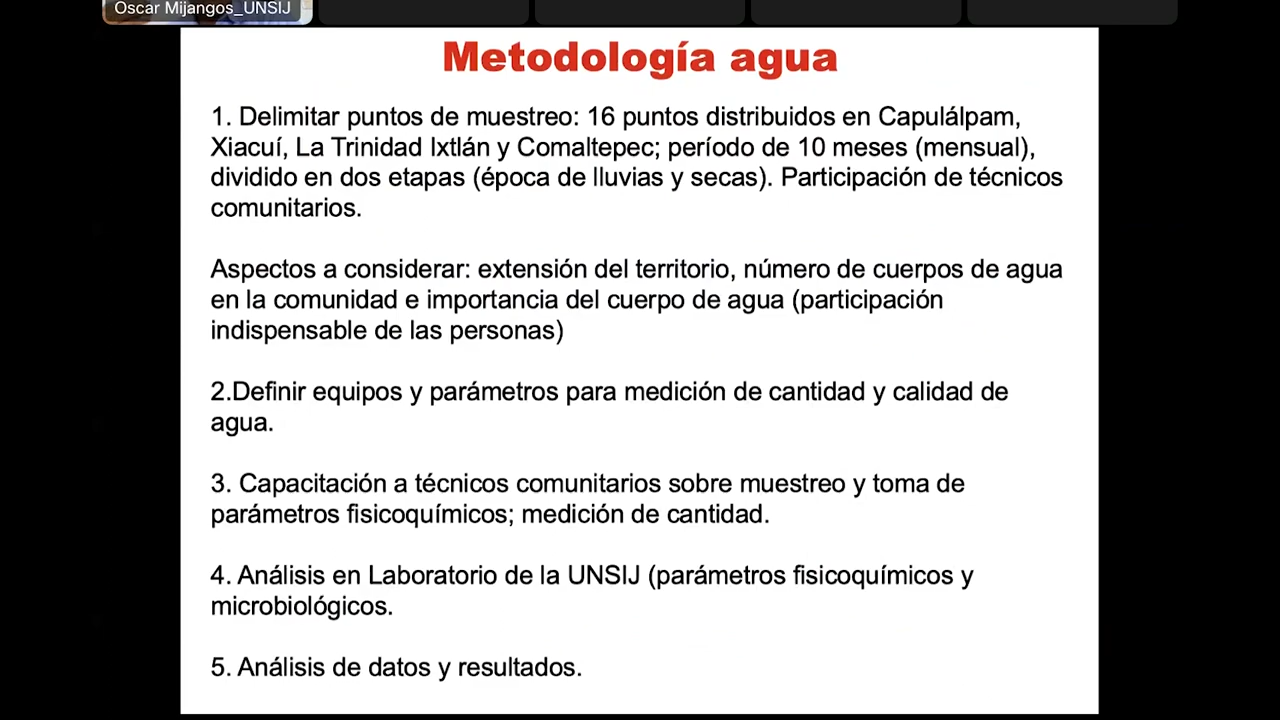 Oscar Mijangos_UNSIJ
Metodología agua
1. Delimitar puntos de muestreo: 16 puntos distribuidos en Capulálpam,
Xiacuí, La Trinidad Ixtlán y Comaltepec; período de 10 meses (mensual),
dividido en dos etapas (época de lluvias y secas). Participación de técnicos
comunitarios.
Aspectos a considerar: extensión del territorio, número de cuerpos de agua
en la comunidad e importancia del cuerpo de agua (participación
indispensable de las personas)
2.Definir equipos y parámetros para medición de cantidad y calidad de
agua.
3. Capacitación a técnicos comunitarios sobre muestreo y toma de
parámetros fisicoquímicos; medición de cantidad.
4. Análisis en Laboratorio de la UNSIJ (parámetros fisicoquímicos y
microbiológicos.
5. Análisis de datos y resultados.